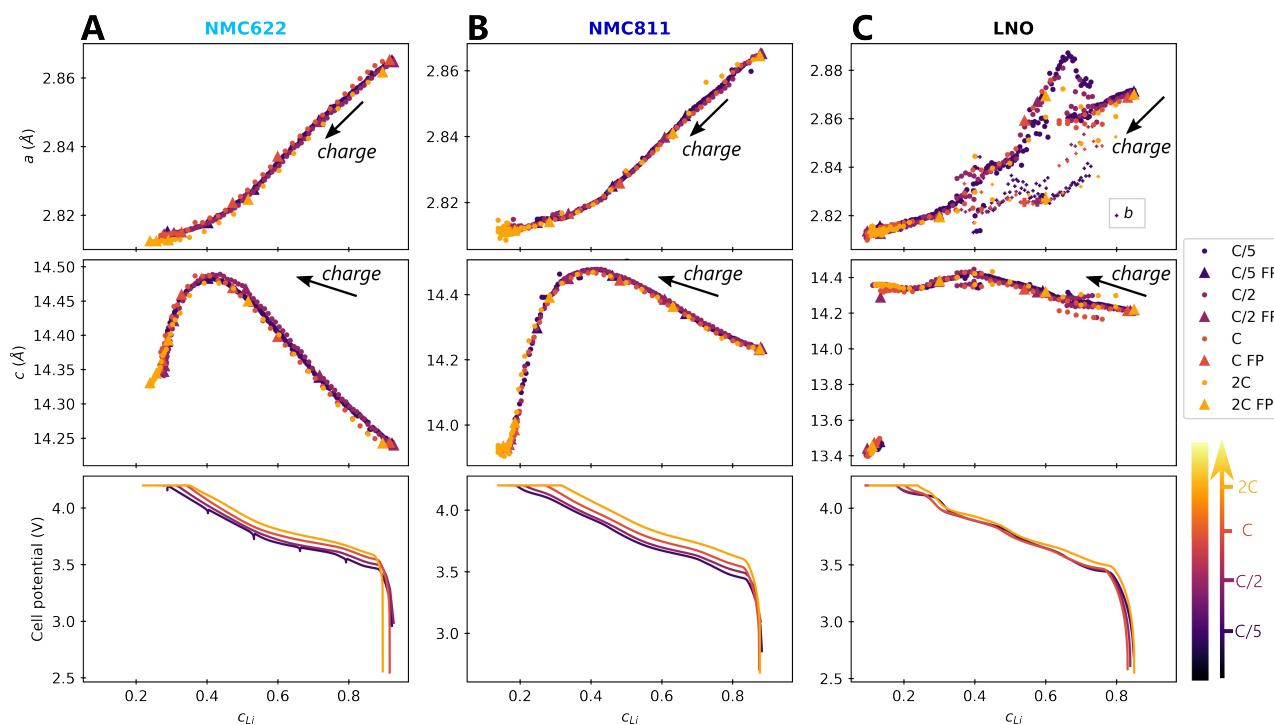 A NMC622
B NMC811
C LNO
2.86
2.84
2.82
a (Å)
charge
2.86
2.84
2.82
charge
2.88
2.86
2.84
2.82
charge
b
14.50
14.45
14.40
14.35
14.30
14.25
c (Å)
charge
14.4
14.2
14.0
charge
14.4
14.2
14.0
13.8
13.6
13.4
charge
C/5
C/5 FP
C/2
C/2 FP
C
C FP
2C
2C FP
4.0
3.5
3.0
2.5
Cell potential (V)
0.2 0.4 0.6 0.8
c_Li
4.0
3.5
3.0
0.2 0.4 0.6 0.8
c_Li
4.0
3.5
3.0
2.5
0.2 0.4 0.6 0.8
c_Li
2C
C
C/2
C/5